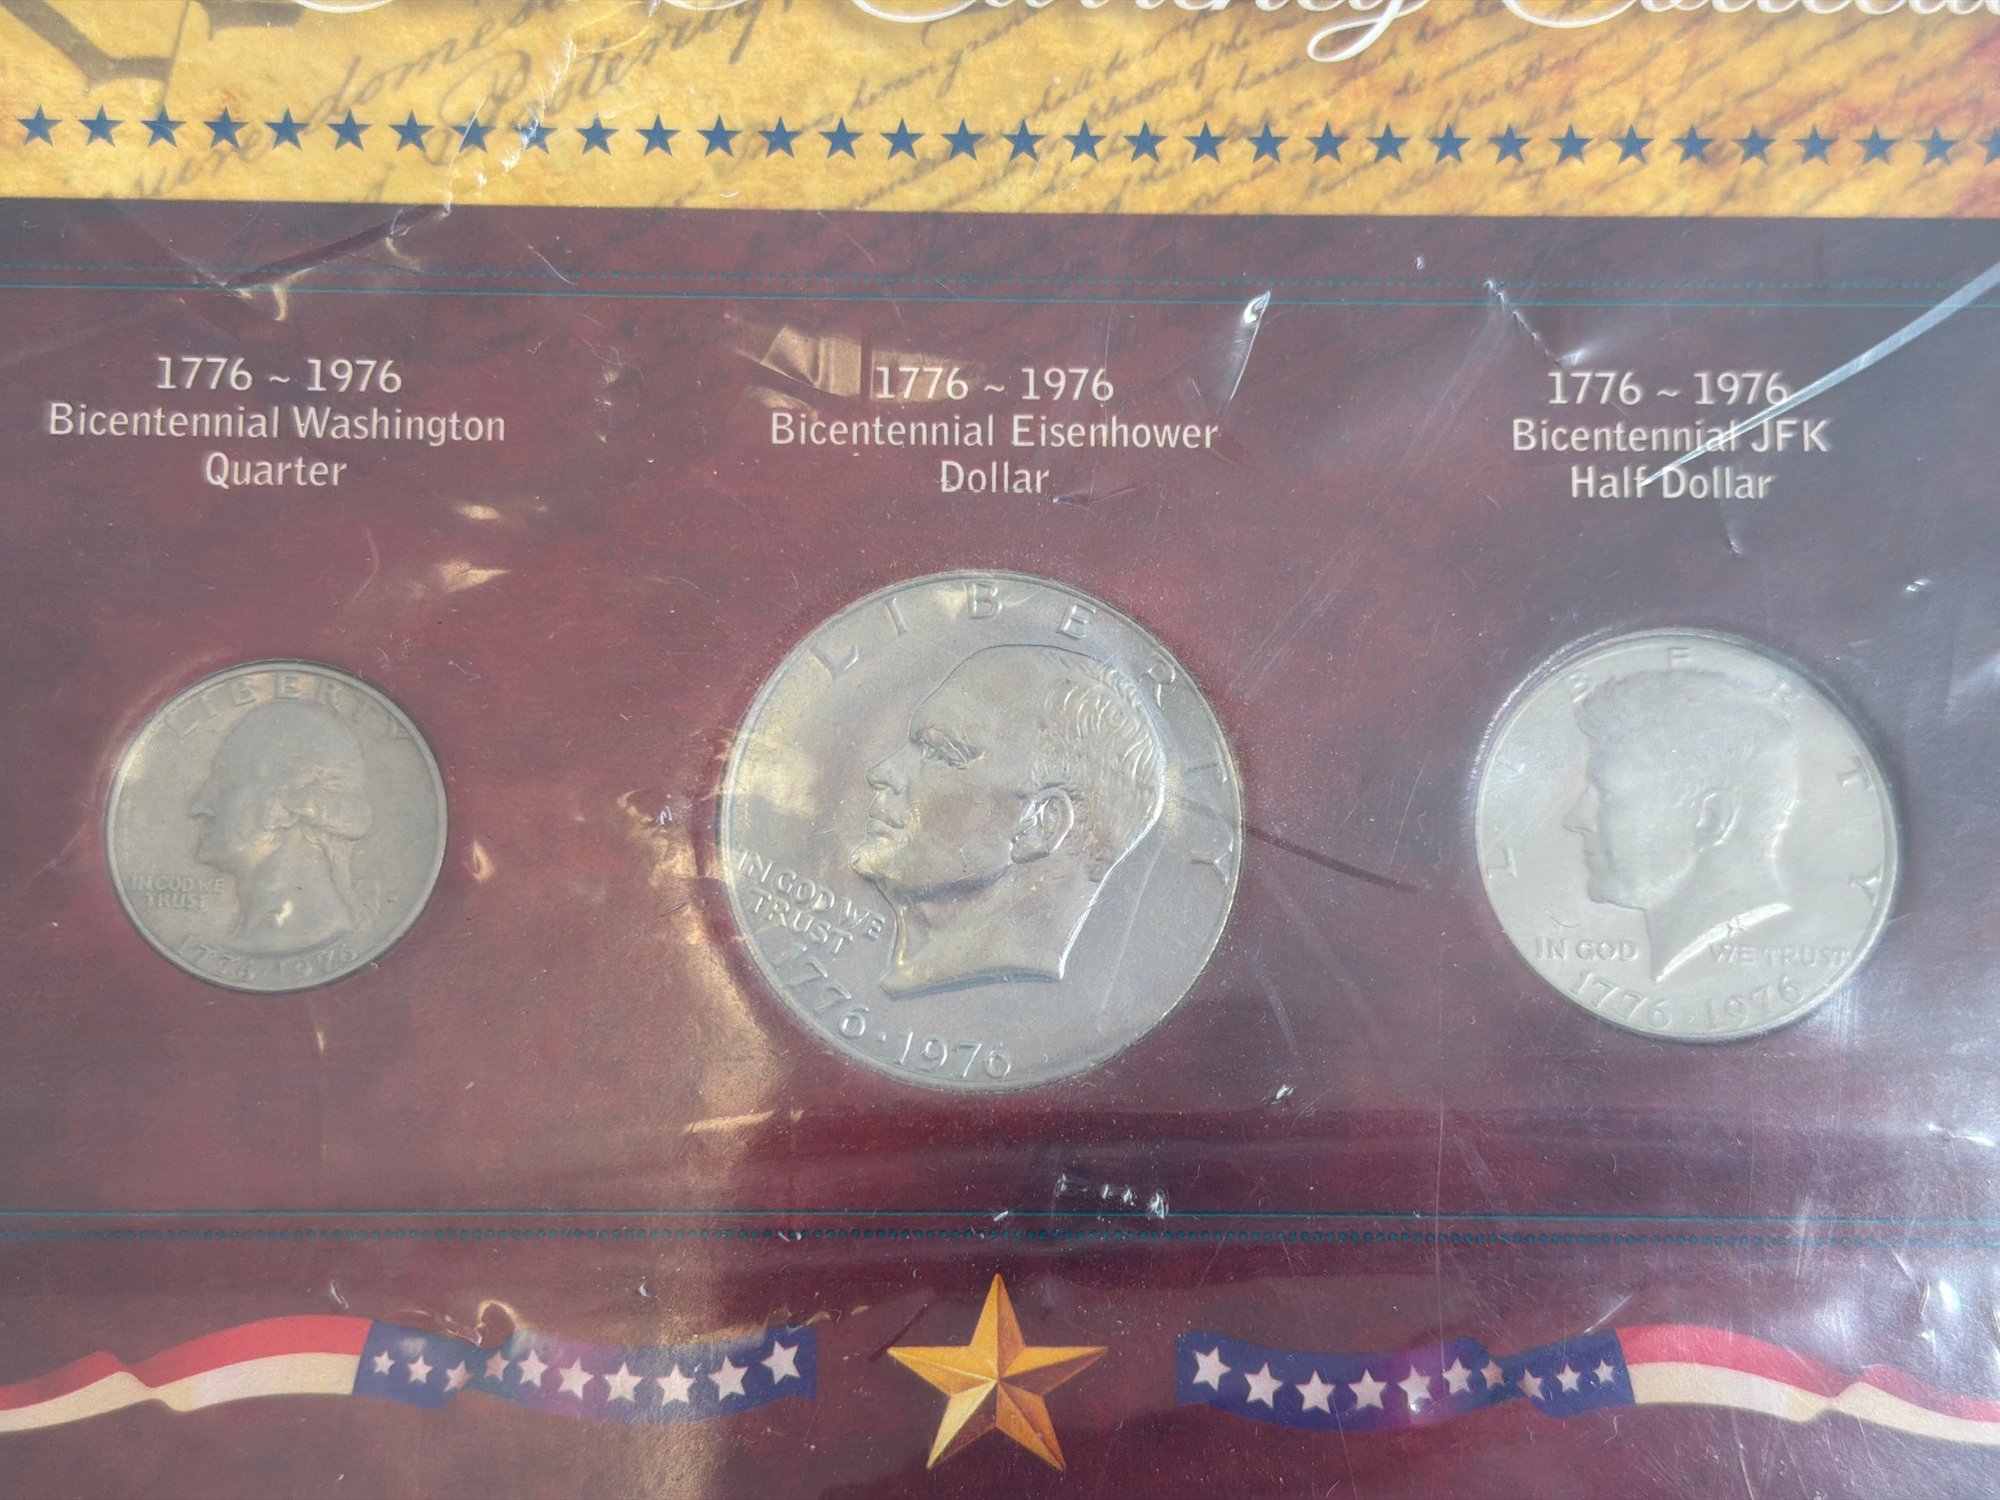 Currency
1776 ~ 1976
Bicentennial Washington
Quarter
1776 ~ 1976
Bicentennial Eisenhower
Dollar
1776 ~ 1976
Bicentennial JFK
Half Dollar
LIBERTY
IN GOD WE
TRUST
1776·1976
LIBERTY
IN GOD WE
TRUST
1776·1976
LIBERTY
IN GOD WE TRUST
1776·1976